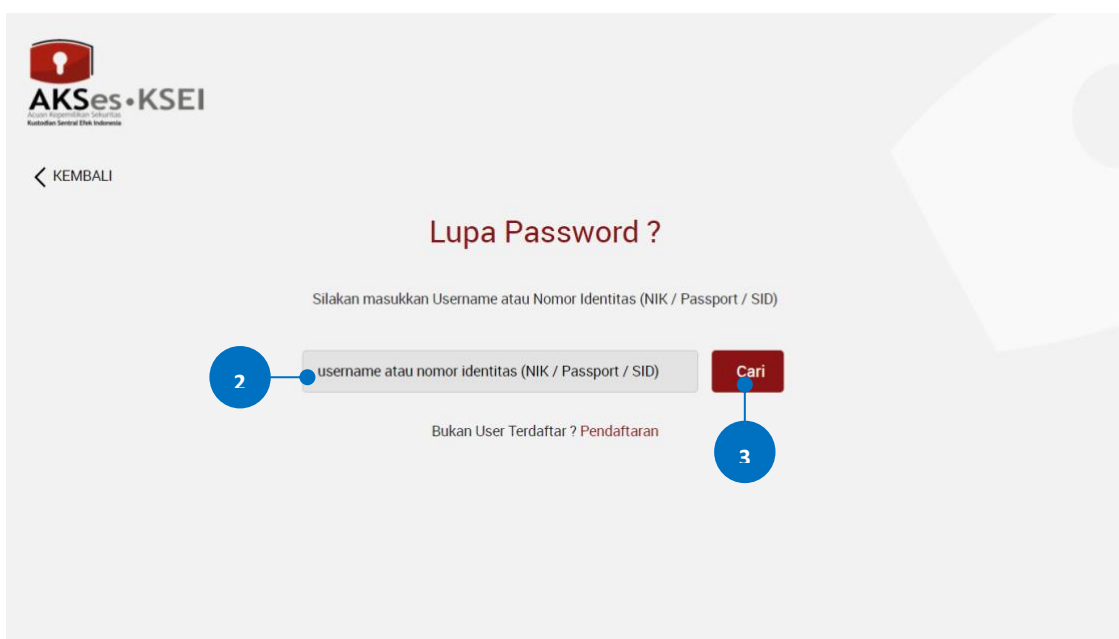 AKSes•KSEI
Acuan Kepemilikan Sekuritas
Kustodian Sentral Efek Indonesia
KEMBALI
Lupa Password ?
Silakan masukkan Username atau Nomor Identitas (NIK / Passport / SID)
2
username atau nomor identitas (NIK / Passport / SID)
Cari
Bukan User Terdaftar ? Pendaftaran
3